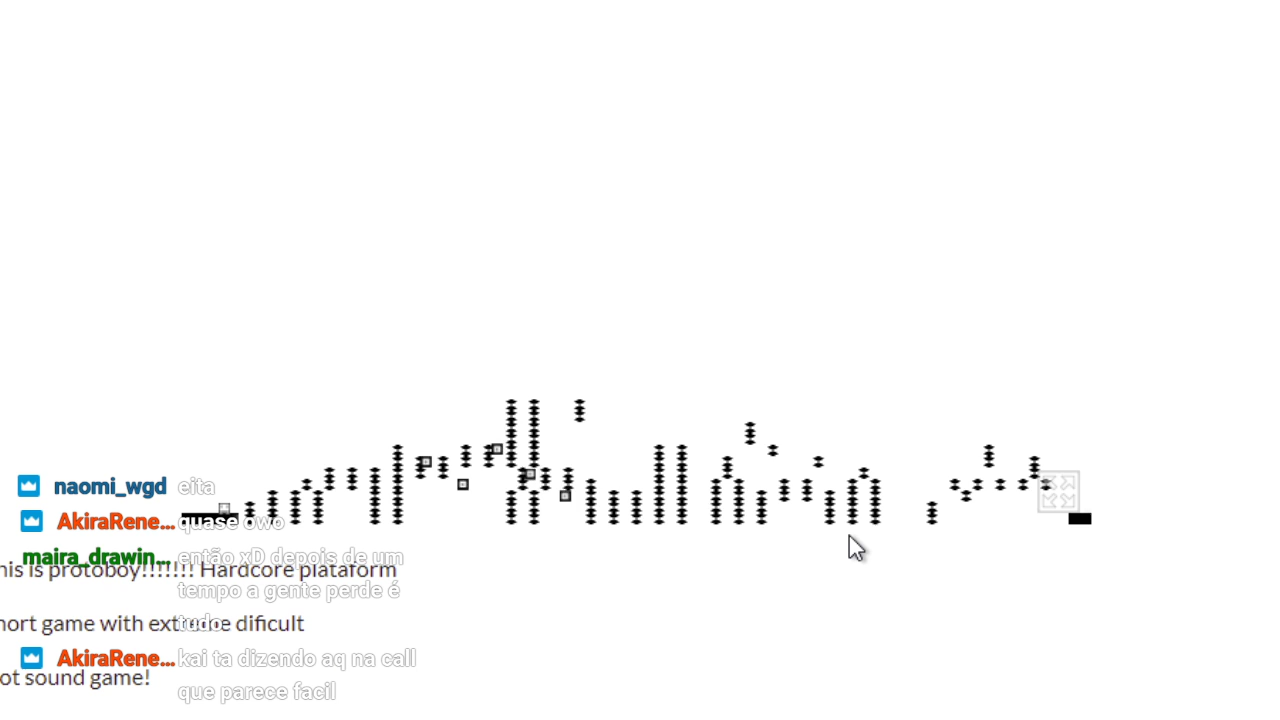 naomi_wgd eita
AkiraRene... quase owo
maira_drawin... então xD depois de um
his is protoboy!!!!!!! Hardcore plataform
tempo a gente perde é
hort game with extreme dificult
tudo
AkiraRene... kai ta dizendo aq na call
ot sound game!
que parece facil